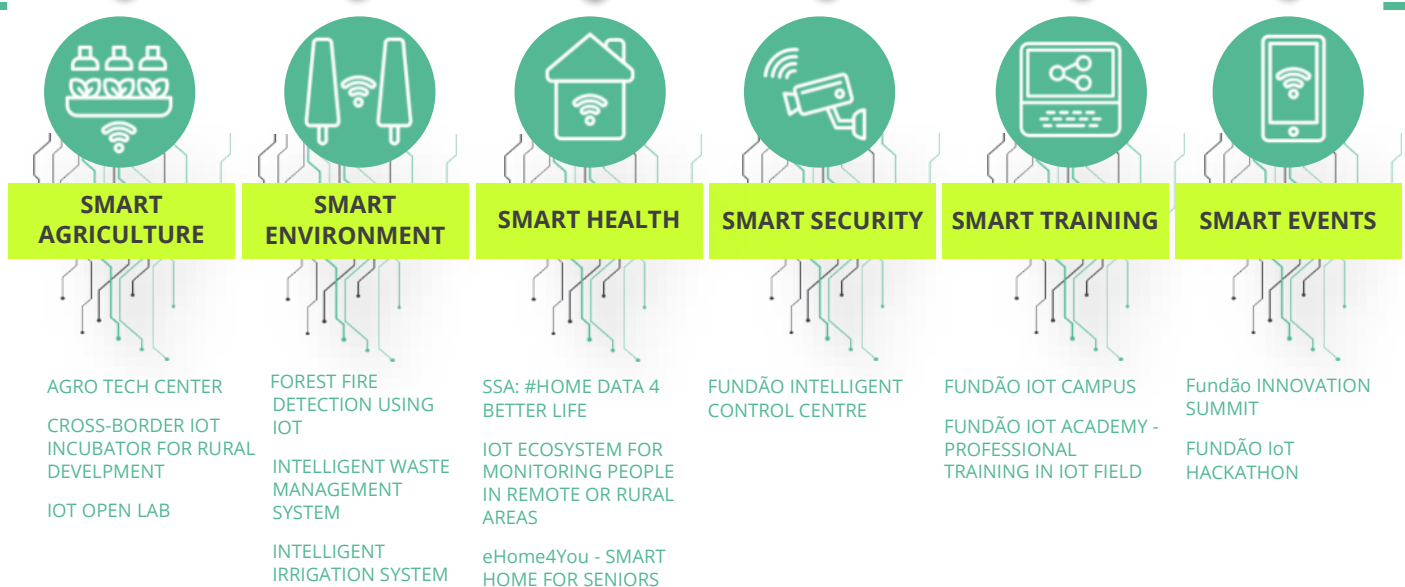 SMART
AGRICULTURE
SMART
ENVIRONMENT
SMART HEALTH
SMART SECURITY
SMART TRAINING
SMART EVENTS
AGRO TECH CENTER
CROSS-BORDER IOT
INCUBATOR FOR RURAL
DEVELPMENT
IOT OPEN LAB
FOREST FIRE
DETECTION USING
IOT
INTELLIGENT WASTE
MANAGEMENT
SYSTEM
INTELLIGENT
IRRIGATION SYSTEM
SSA: #HOME DATA 4
BETTER LIFE
IOT ECOSYSTEM FOR
MONITORING PEOPLE
IN REMOTE OR RURAL
AREAS
eHome4You - SMART
HOME FOR SENIORS
FUNDÃO INTELLIGENT
CONTROL CENTRE
FUNDÃO IOT CAMPUS
FUNDÃO IOT ACADEMY -
PROFESSIONAL
TRAINING IN IOT FIELD
Fundão INNOVATION
SUMMIT
FUNDÃO IoT
HACKATHON